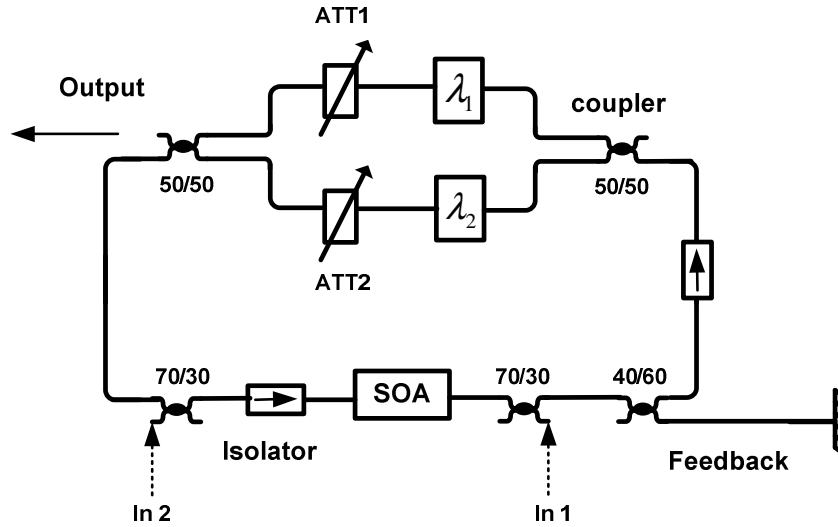 ATT1
Output
λ1
coupler
50/50
50/50
λ2
ATT2
70/30
70/30
40/60
SOA
Isolator
Feedback
In 2
In 1